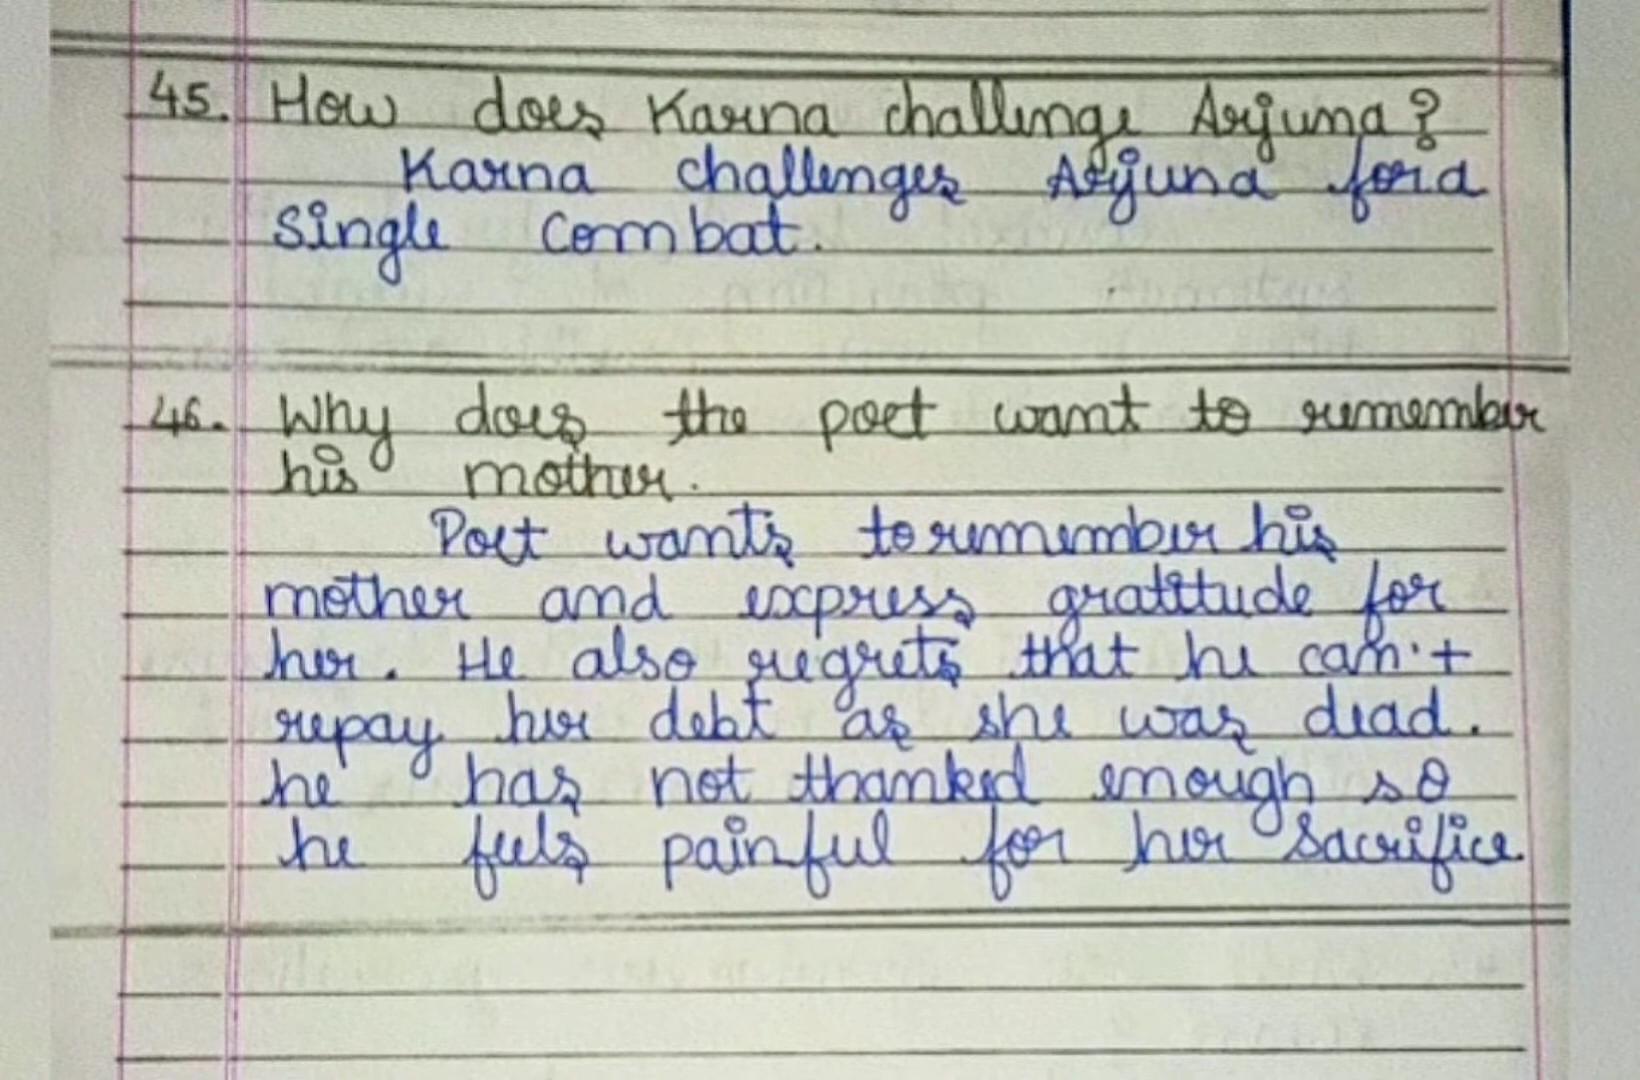 45. How does Karna challenge Arjuna?
Karna challenges Arjuna for a
single combat.
46. Why does the poet want to remember
his mother.
Poet wants to remember his
mother and express gratitude for
her. He also regrets that he can't
repay her debt as she was dead.
he has not thanked enough so
he feels painful for her sacrifice